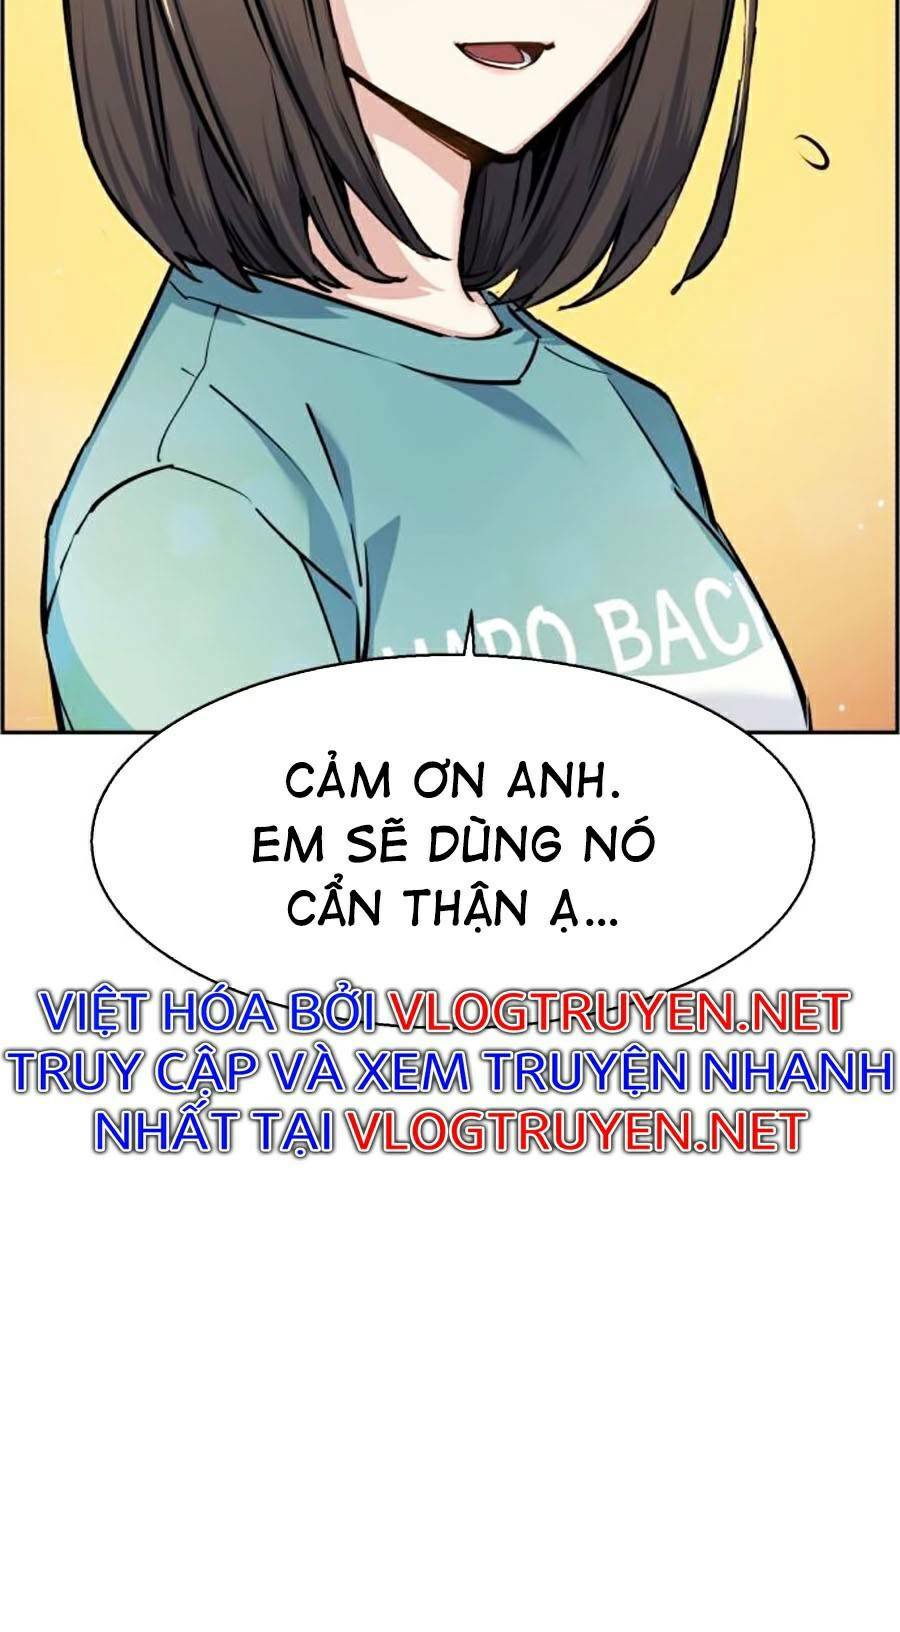 BAC
CẢM ƠN ANH.
EM SẼ DÙNG NÓ
CẨN THẬN Ạ...
VIỆT HÓA BỞI VLOGTRUYEN.NET
TRUY CẬP VÀ XEM TRUYỆN NHANH
NHẤT TẠI VLOGTRUYEN.NET